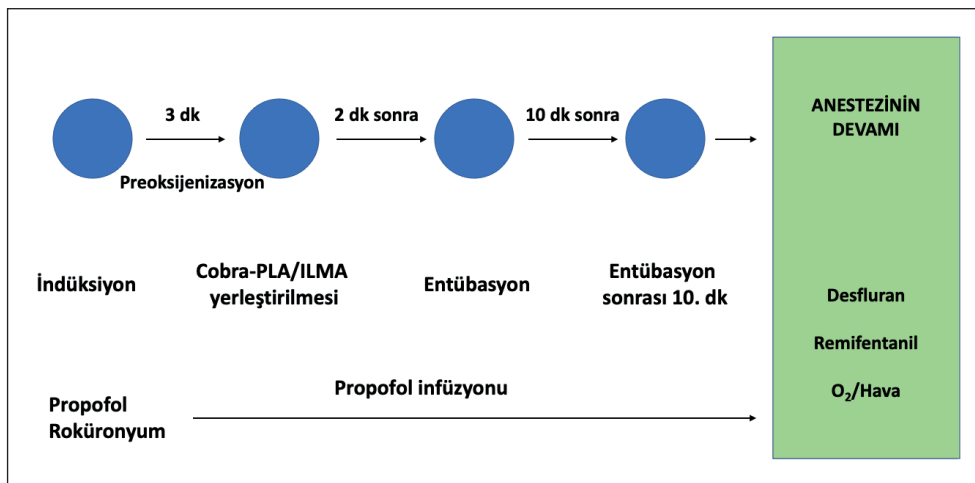 3 dk
2 dk sonra
10 dk sonra
Preoksijenizasyon
İndüksiyon
Cobra-PLA/ILMA
yerleştirilmesi
Entübasyon
Entübasyon
sonrası 10. dk
Propofol
Roküronyum
Propofol infüzyonu
ANESTEZİNİN
DEVAMI
Desfluran
Remifentanil
O₂/Hava